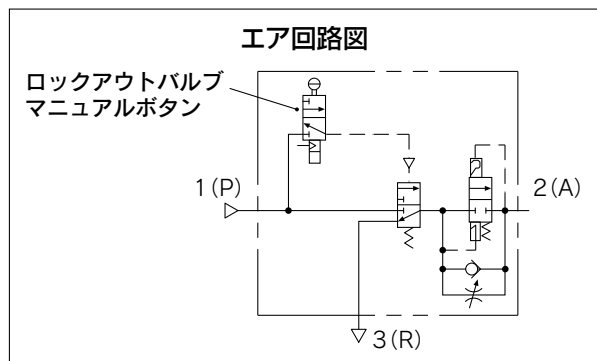 エア回路図
ロックアウトバルブ
マニュアルボタン
1(P)
2(A)
3(R)